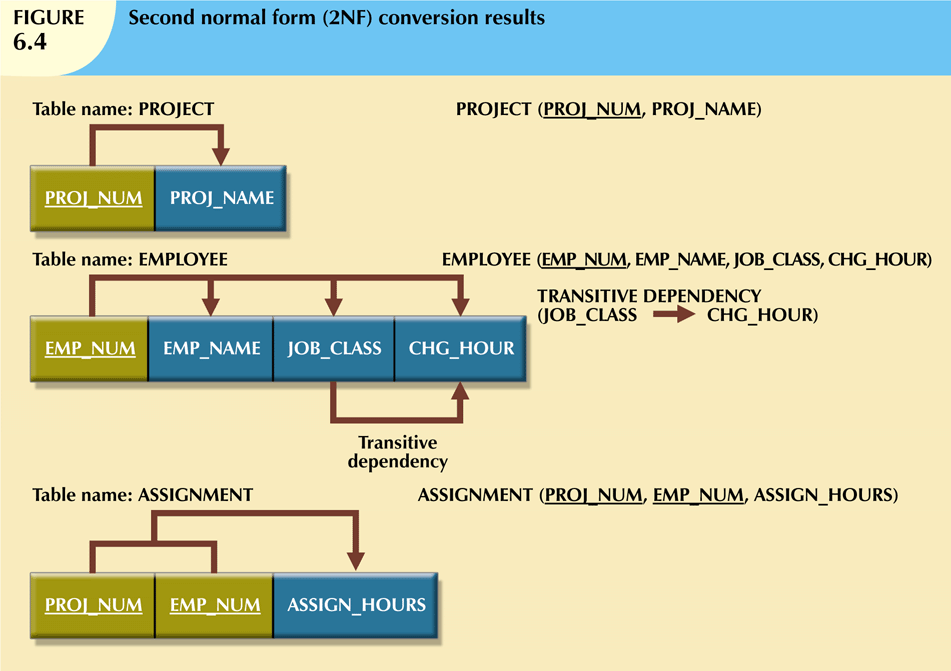 FIGURE 6.4
Second normal form (2NF) conversion results
Table name: PROJECT
PROJECT (PROJ_NUM, PROJ_NAME)
PROJ_NUM PROJ_NAME
Table name: EMPLOYEE
EMPLOYEE (EMP_NUM, EMP_NAME, JOB_CLASS, CHG_HOUR)
TRANSITIVE DEPENDENCY
(JOB_CLASS CHG_HOUR)
EMP_NUM EMP_NAME JOB_CLASS CHG_HOUR
Transitive
dependency
Table name: ASSIGNMENT
ASSIGNMENT (PROJ_NUM, EMP_NUM, ASSIGN_HOURS)
PROJ_NUM EMP_NUM ASSIGN_HOURS